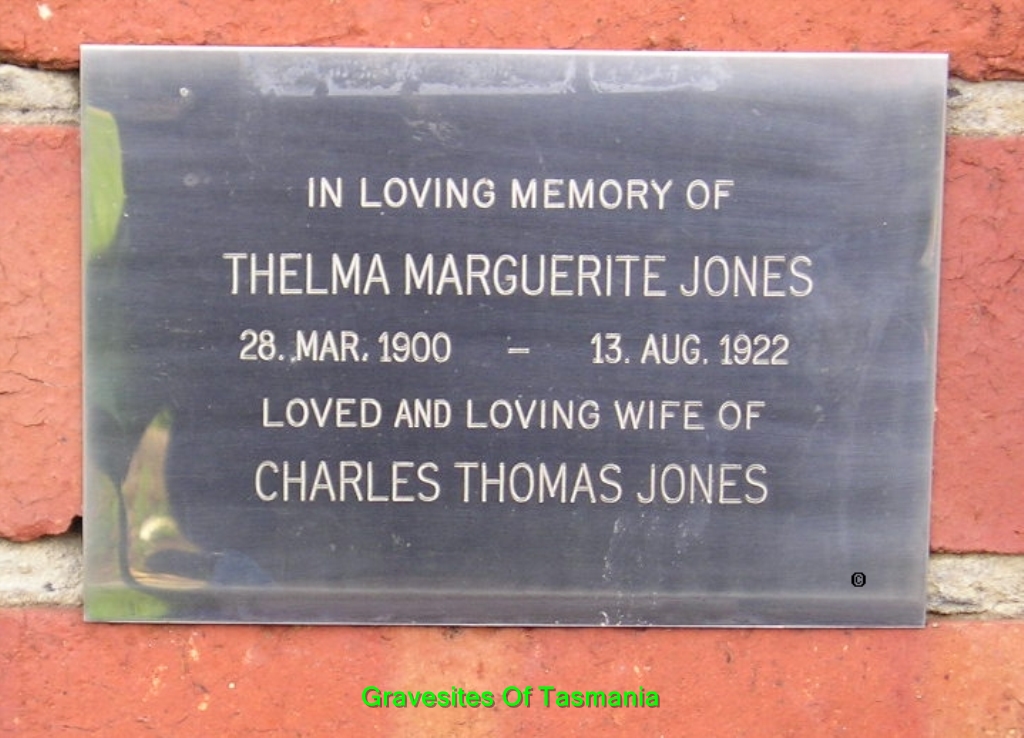 IN LOVING MEMORY OF
THELMA MARGUERITE JONES
28. MAR. 1900 – 13. AUG. 1922
LOVED AND LOVING WIFE OF
CHARLES THOMAS JONES
©
Gravesites Of Tasmania